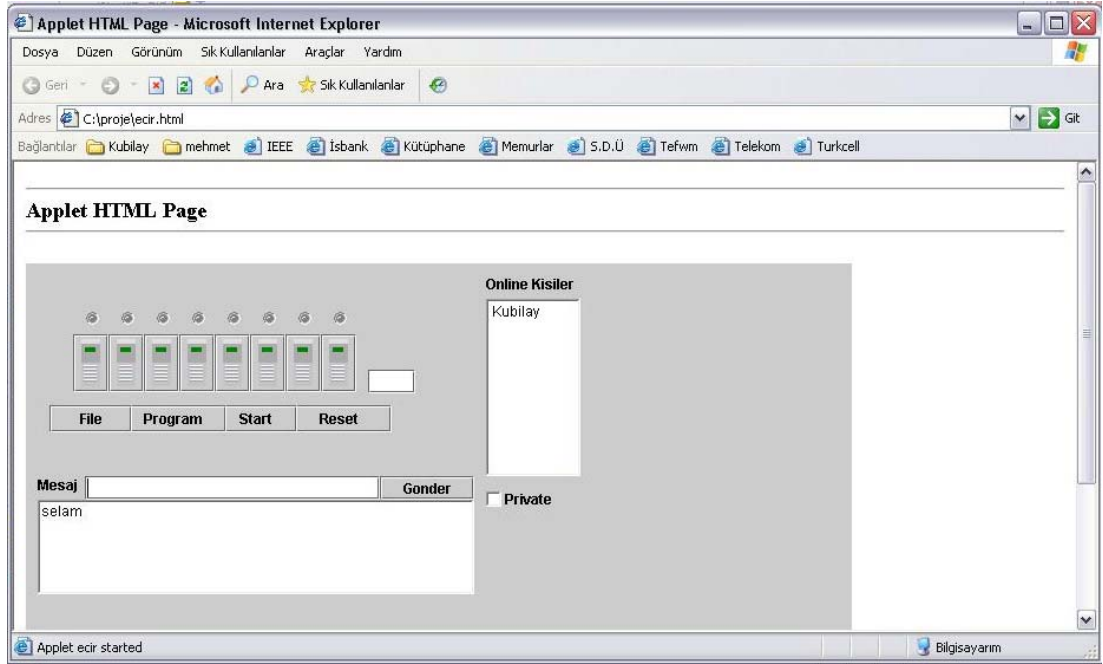 Applet HTML Page - Microsoft Internet Explorer
Dosya Düzen Görünüm Sık Kullanılanlar Araçlar Yardım
Geri Ara Sık Kullanılanlar
Adres C:\proje\ecir.html Git
Bağlantılar Kubilay mehmet IEEE İsbank Kütüphane Memurlar S.D.Ü Tefwm Telekom Turkcell
Applet HTML Page
Online Kisiler
Kubilay
File Program Start Reset
Mesaj Gonder
Private
selam
Applet ecir started Bilgisayarım